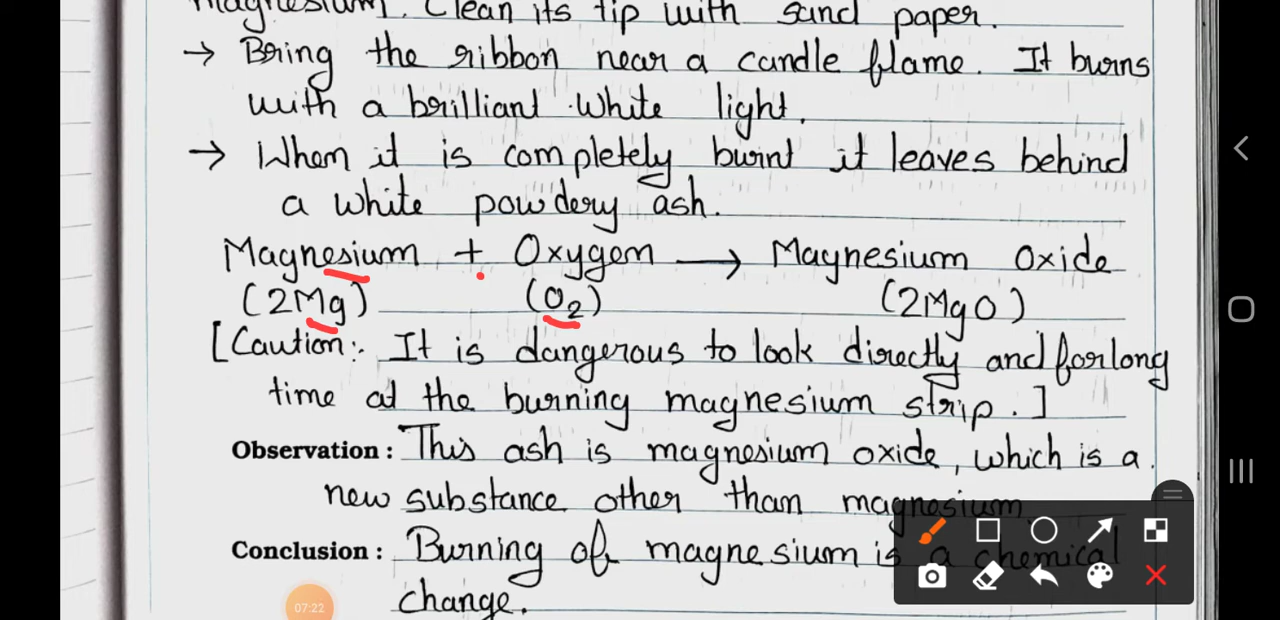 Magnesium. Clean its tip with sand paper.
→ Bring the ribbon near a candle flame. It burns
with a brilliant white light.
→ When it is completely burnt it leaves behind
a white powdery ash.
Magnesium + Oxygen → Magnesium Oxide
(2Mg) (O2) (2MgO)
[Caution:. It is dangerous to look directly and for long
time at the burning magnesium strip.]
Observation : This ash is magnesium oxide, which is a
new substance other than magnesium
Conclusion : Burning of magnesium is a chemical
change.
07:22